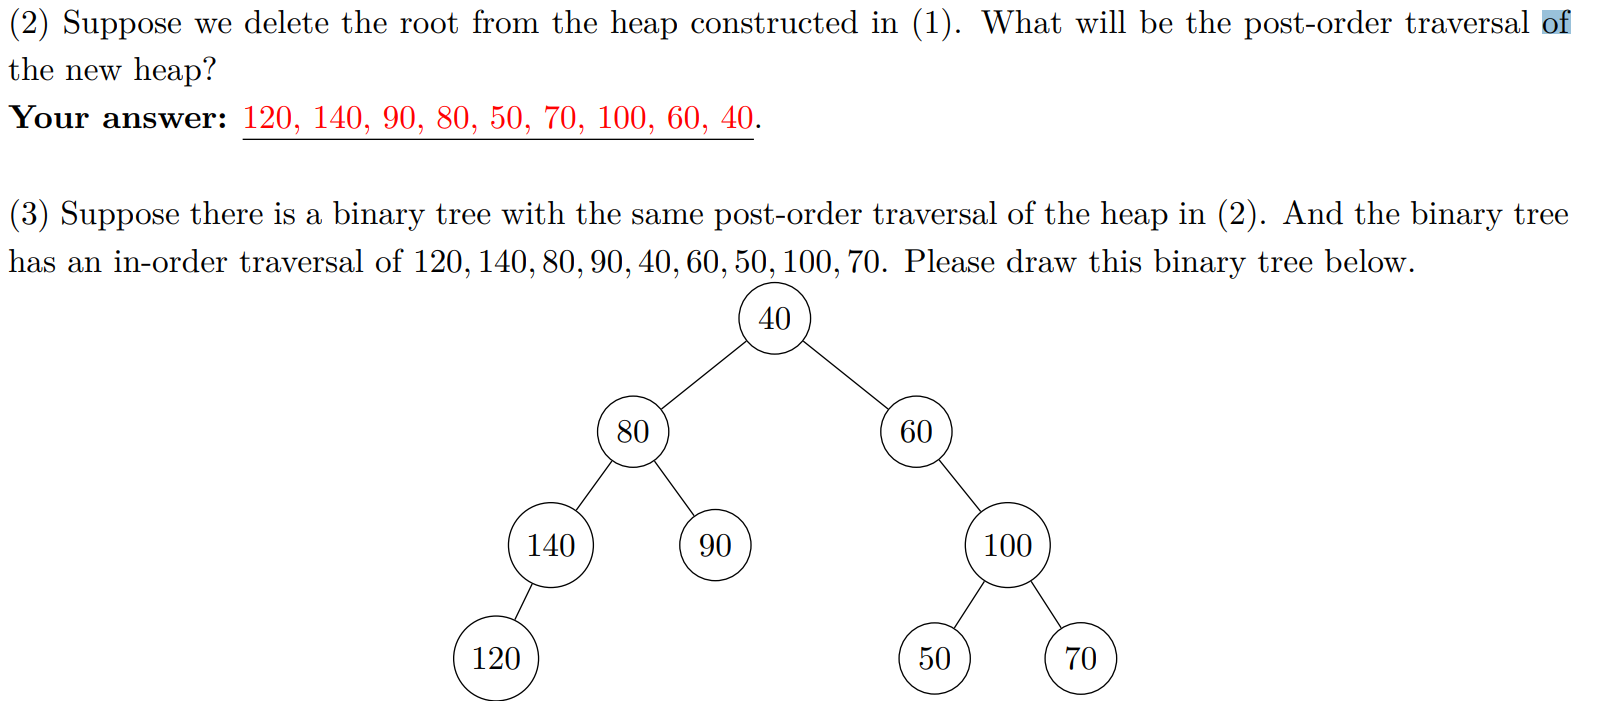 (2) Suppose we delete the root from the heap constructed in (1). What will be the post-order traversal of
the new heap?
Your answer: 120, 140, 90, 80, 50, 70, 100, 60, 40.
(3) Suppose there is a binary tree with the same post-order traversal of the heap in (2). And the binary tree
has an in-order traversal of 120, 140, 80, 90, 40, 60, 50, 100, 70. Please draw this binary tree below.
40
80 60
140 90 100
120 50 70